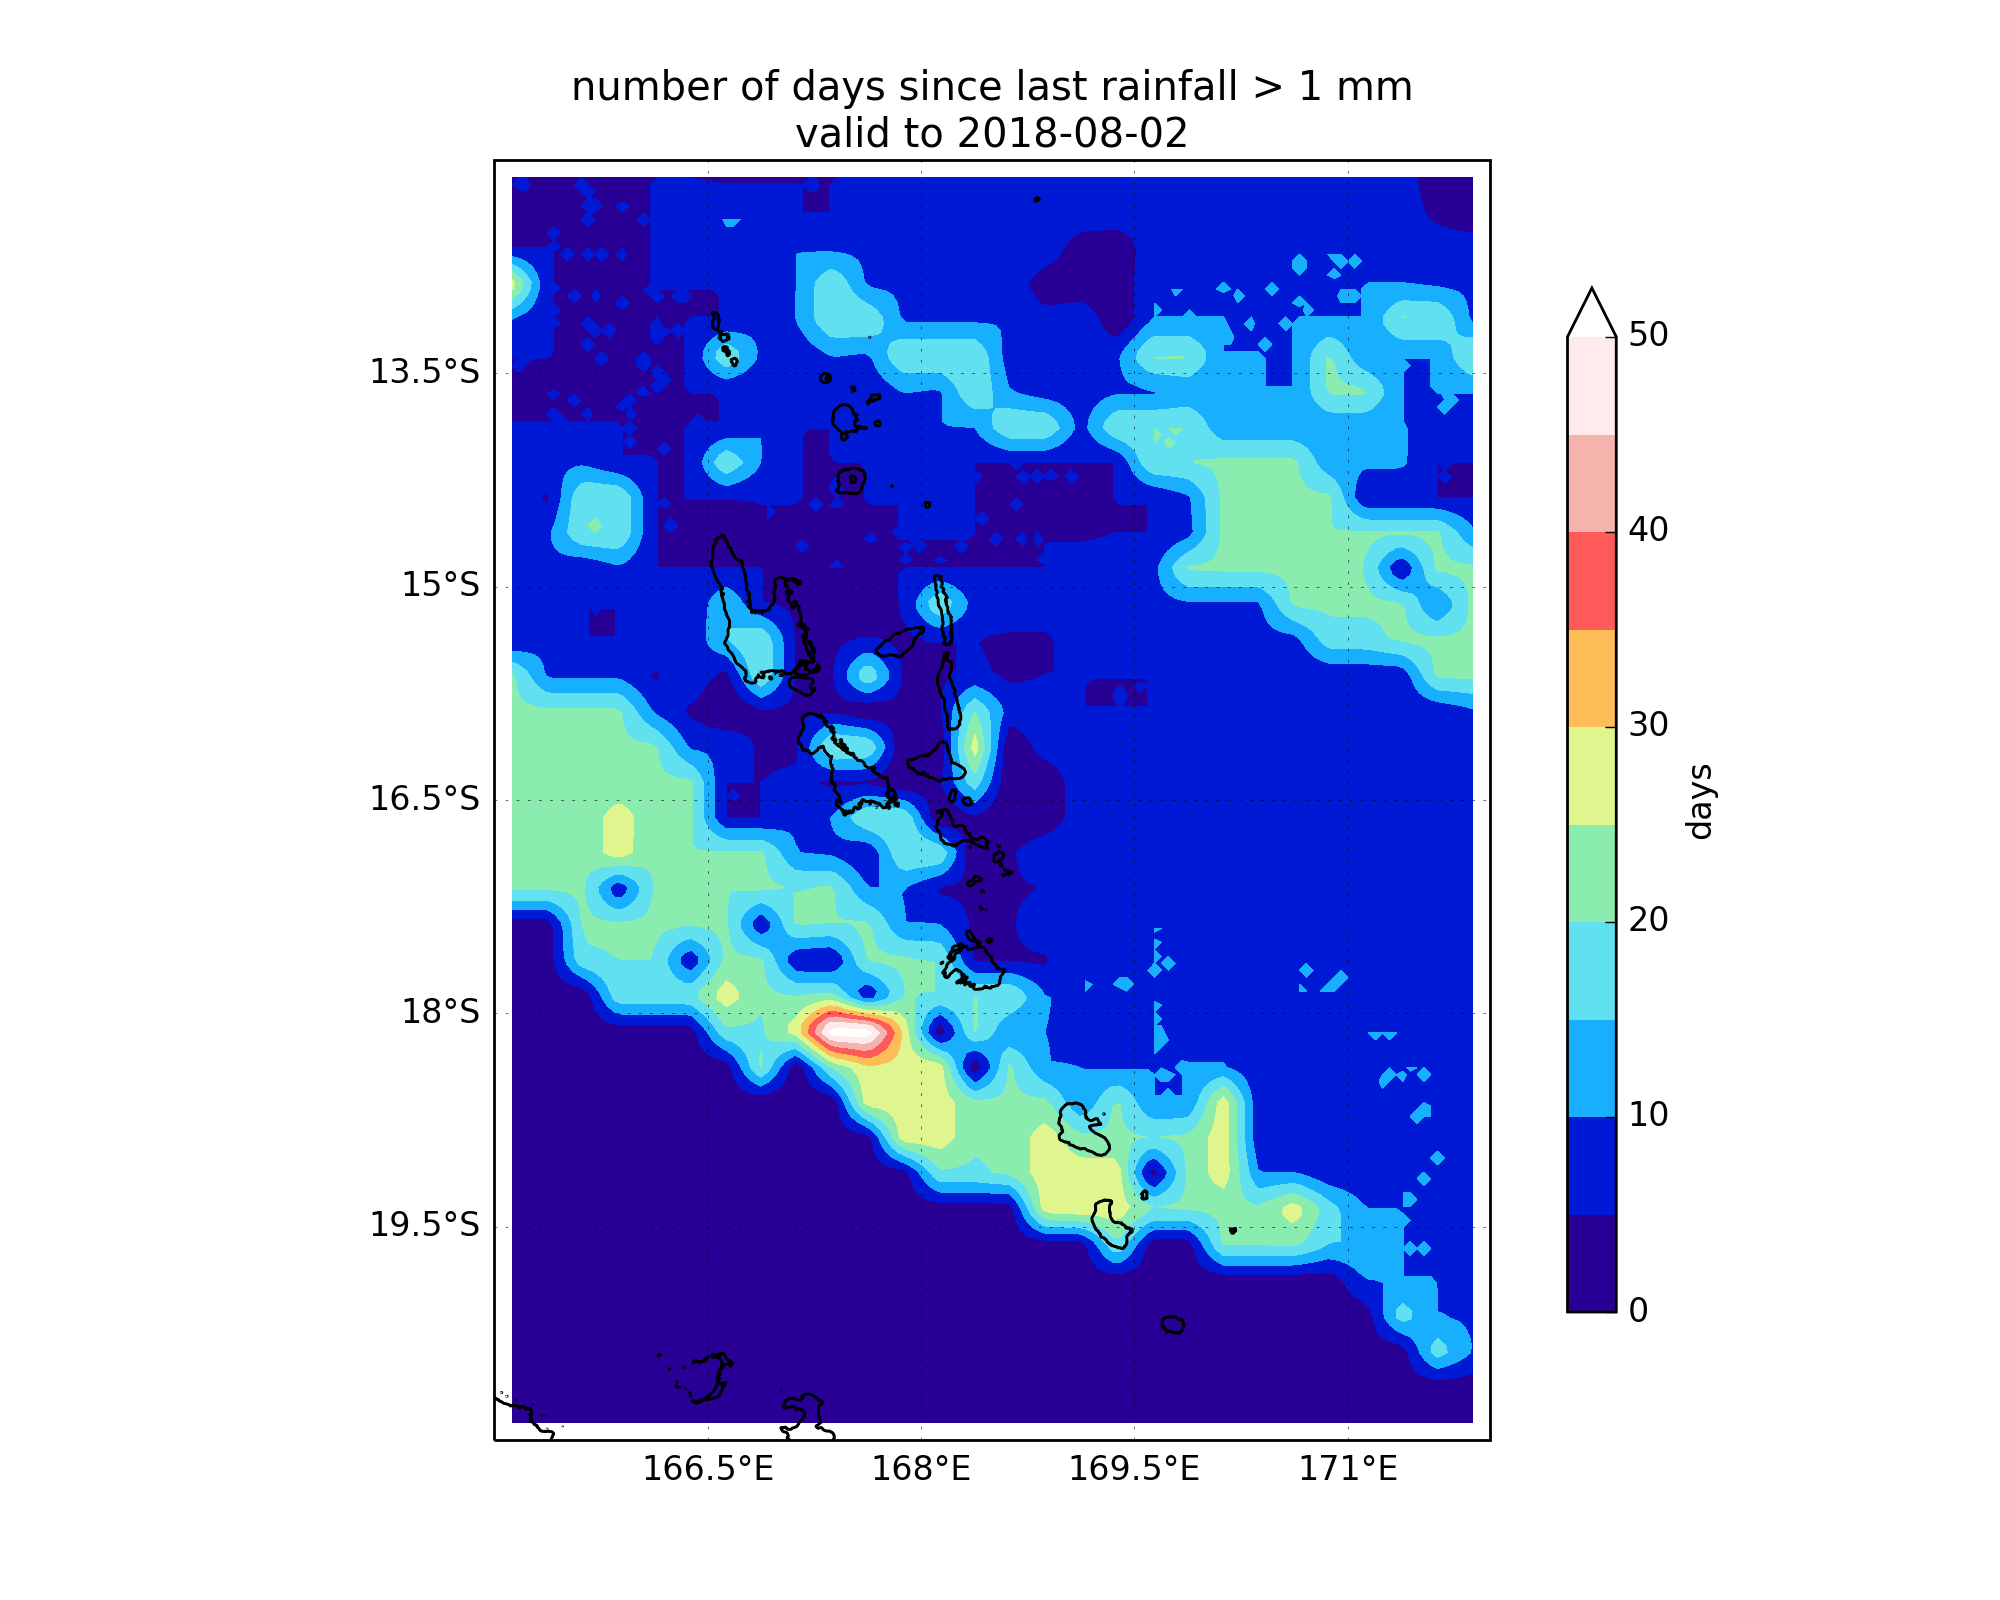 number of days since last rainfall > 1 mm
valid to 2018-08-02
13.5°S
15°S
16.5°S
18°S
19.5°S
166.5°E
168°E
169.5°E
171°E
50
40
30
20
10
0
days